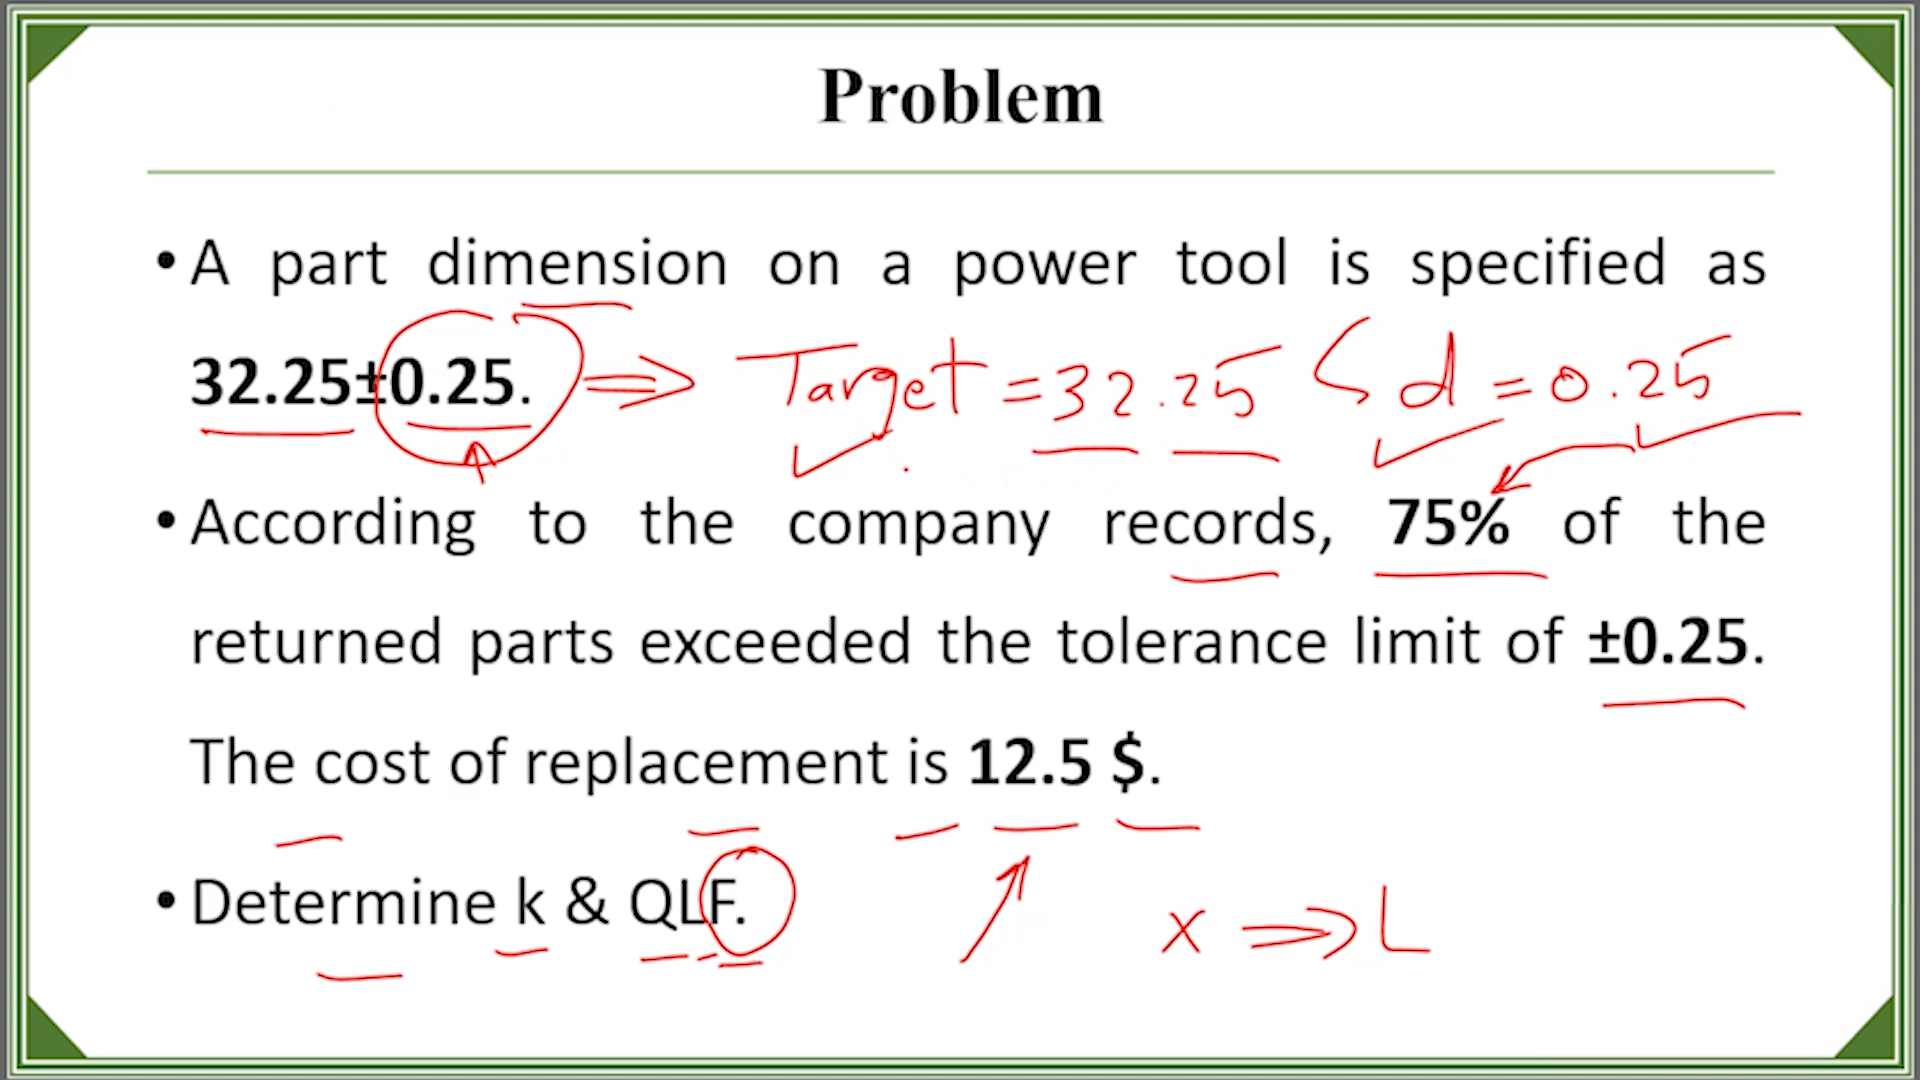 Problem
• A part dimension on a power tool is specified as
32.25±0.25. ⇒ Target = 32.25 d = 0.25
• According to the company records, 75% of the
returned parts exceeded the tolerance limit of ±0.25.
The cost of replacement is 12.5 $.
• Determine k & QLF.
x ⇒ L